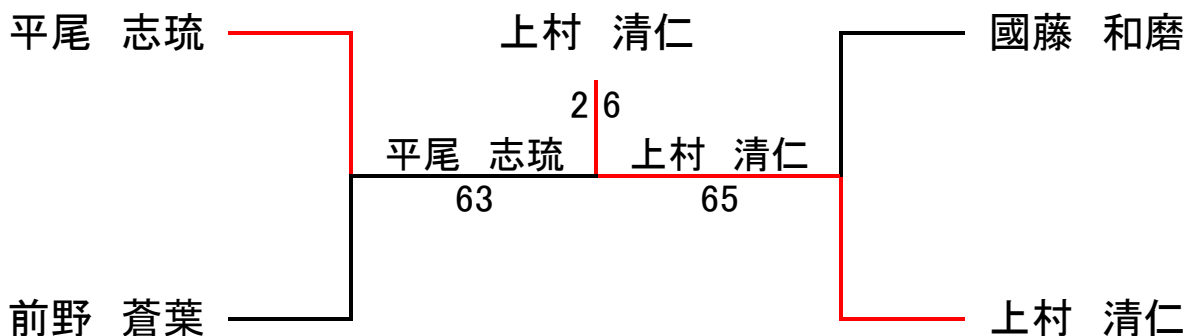 平尾　志琉
上村　清仁
國藤　和磨
2 6
平尾　志琉
上村　清仁
63
65
前野　蒼葉
上村　清仁